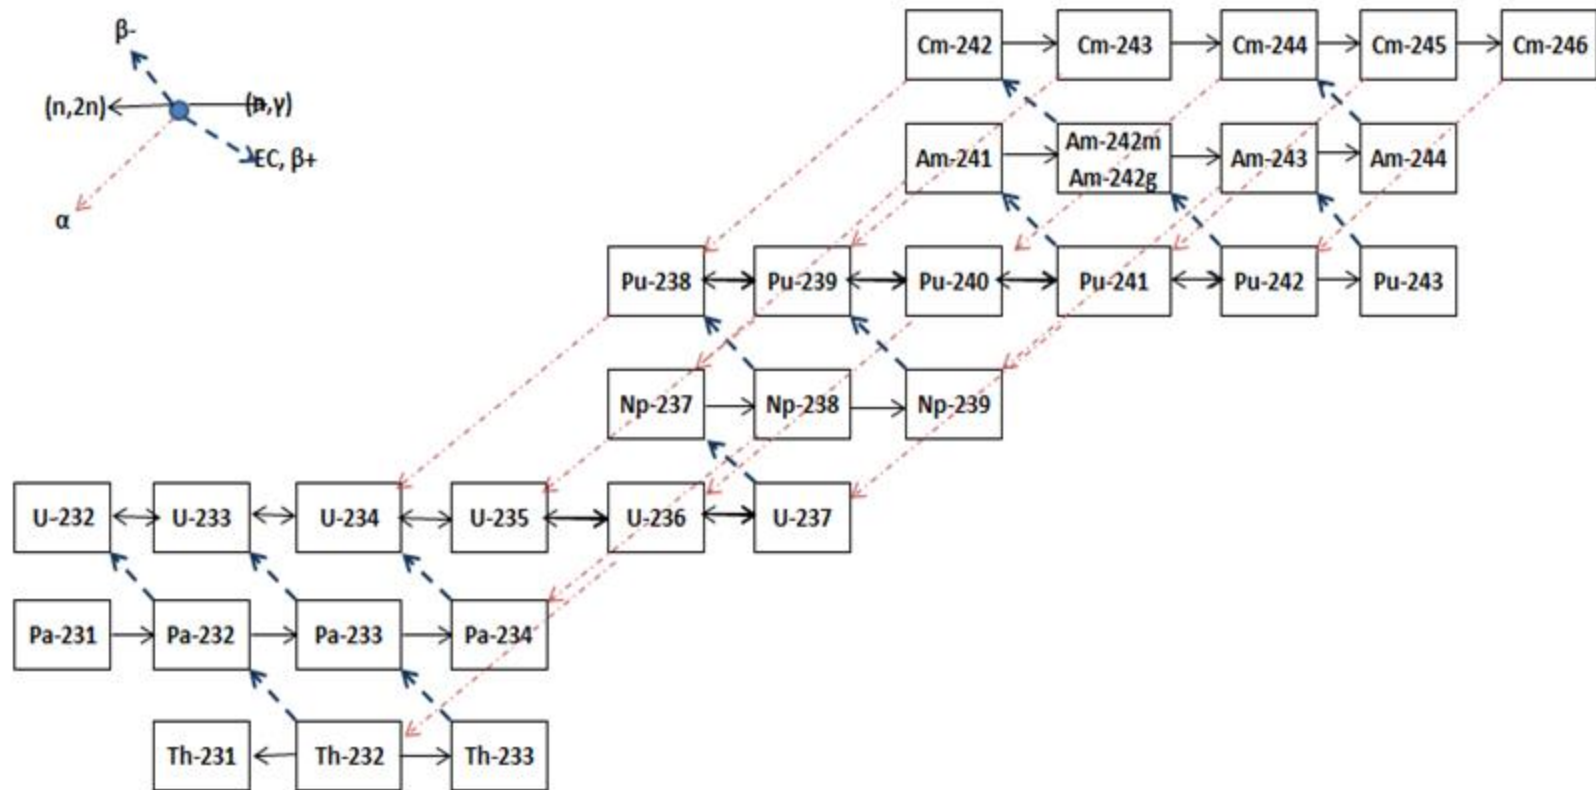 β-
(n,2n)
(n,γ)
EC, β+
α
Cm-242
Cm-243
Cm-244
Cm-245
Cm-246
Am-241
Am-242m
Am-242g
Am-243
Am-244
Pu-238
Pu-239
Pu-240
Pu-241
Pu-242
Pu-243
Np-237
Np-238
Np-239
U-232
U-233
U-234
U-235
U-236
U-237
Pa-231
Pa-232
Pa-233
Pa-234
Th-231
Th-232
Th-233